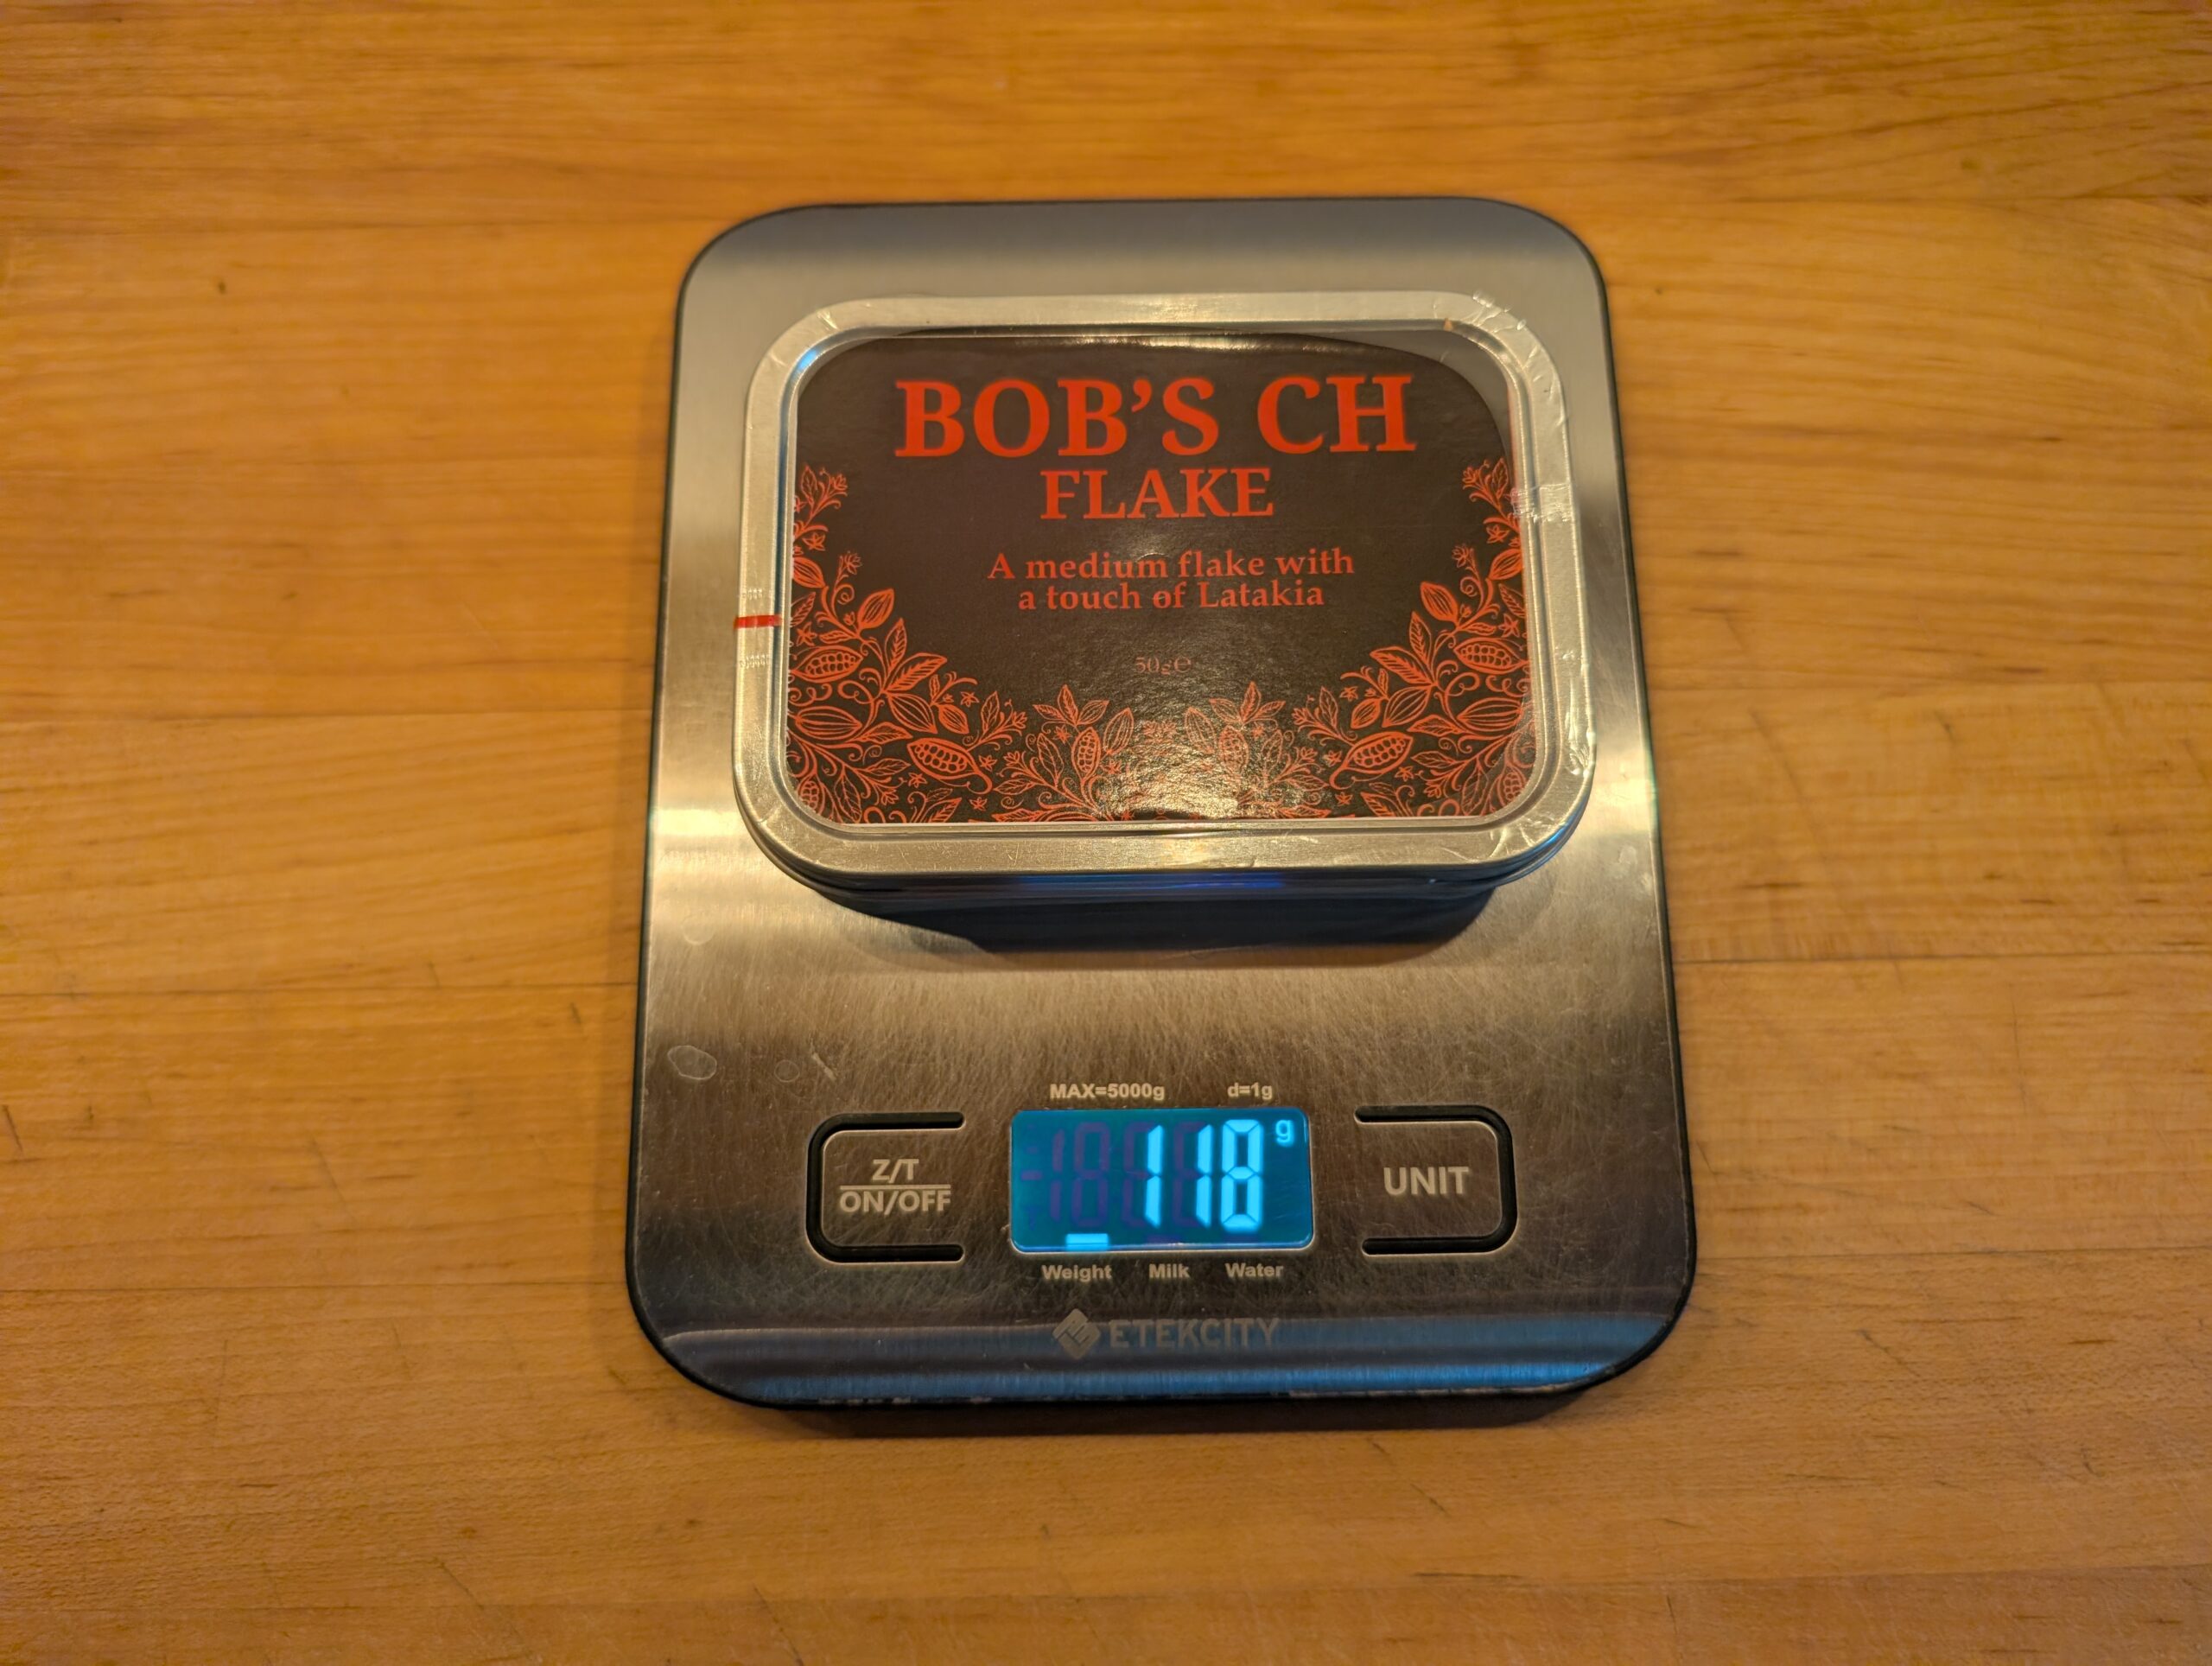 BOB'S CH
FLAKE
A medium flake with
a touch of Latakia
50g℮
MAX=5000g d=1g
Z/T
ON/OFF
118 g
UNIT
Weight Milk Water
ETEKCITY